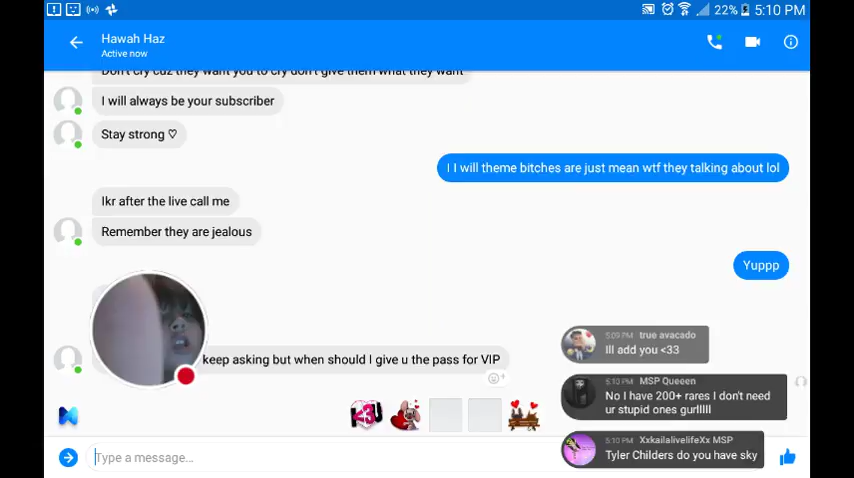 22% 5:10 PM
Hawah Haz
Active now
Don't cry cuz they want you to cry don't give them what they want
I will always be your subscriber
Stay strong ♡
I I will theme bitches are just mean wtf they talking about lol
Ikr after the live call me
Remember they are jealous
Yuppp
keep asking but when should I give u the pass for VIP
5:09 PM true avacado
Ill add you <33
5:10 PM MSP Queeen
No I have 200+ rares I don't need
ur stupid ones gurlllll
<3U
5:10 PM XxkailalivelifeXx MSP
Tyler Childers do you have sky
Type a message...